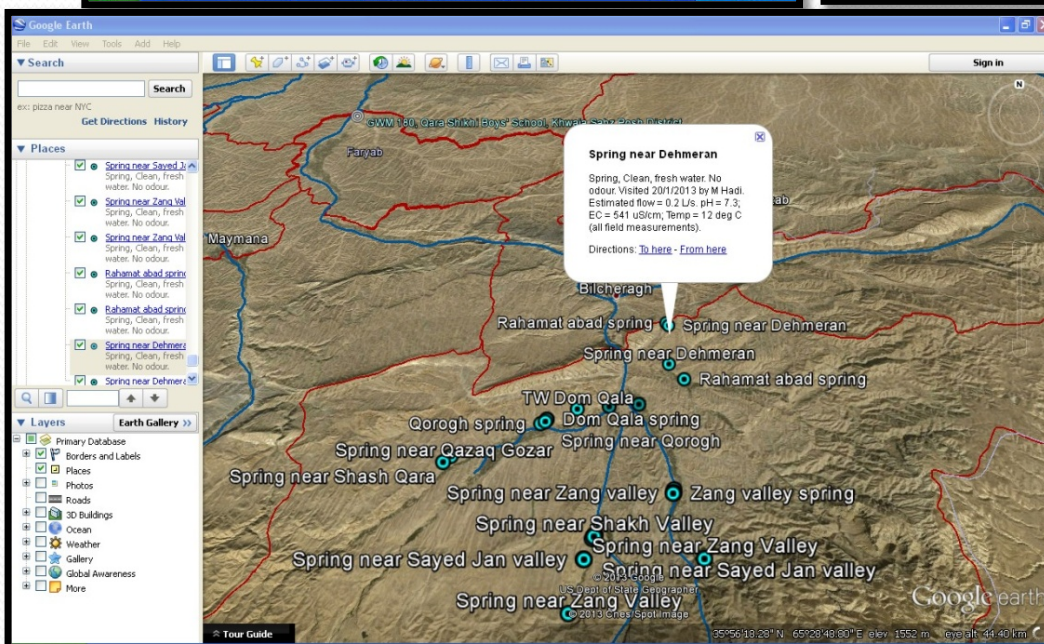 Google Earth
File Edit View Tools Add Help
Search
Search
ex: pizza near NYC
Get Directions History
Places
Spring near Sayed Ja
Spring, Clean, fresh
water. No odour.
Spring near Zang Val
Spring, Clean, fresh
water. No odour.
Spring near Zang Val
Spring, Clean, fresh
water. No odour.
Rahamat abad spring
Spring, Clean, fresh
water. No odour.
Rahamat abad spring
Spring, Clean, fresh
water. No odour.
Spring near Dehmera
Spring, Clean, fresh
water. No odour.
Spring near Dehmera
Layers
Earth Gallery >>
Primary Database
Borders and Labels
Places
Photos
Roads
3D Buildings
Ocean
Weather
Gallery
Global Awareness
More
Sign in
N
GWM 180, Qara Shikhi Boys' School, Khwaja Sabz Posh District
Faryab
Maymana
Spring near Dehmeran
Spring, Clean, fresh water. No
odour. Visited 20/1/2013 by M Hadi.
Estimated flow = 0.2 L/s. pH = 7.3;
EC = 541 uS/cm; Temp = 12 deg C
(all field measurements).
Directions: To here - From here
Bilcheragh
Rahamat abad spring
Spring near Dehmeran
Spring near Dehmeran
Rahamat abad spring
TW Dom Qala
Qorogh spring
Dom Qala spring
Spring near Qorogh
Spring near Qazaq Gozar
Spring near Shash Qara
Spring near Zang valley
Zang valley spring
Spring near Shakh Valley
Spring near Zang Valley
Spring near Sayed Jan valley
Spring near Sayed Jan valley
© 2013 Google
US Dept of State Geographer
Spring near Zang Valley
© 2013 Cnes/Spot Image
Google earth
Tour Guide
35°56'18.28" N 65°28'48.80" E elev 1552 m eye alt 44.40 km